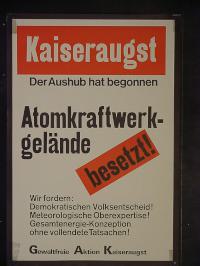 Kaiseraugst
Der Aushub hat begonnen
Atomkraftwerk-
gelände
besetzt!
Wir fordern:
Demokratischen Volksentscheid!
Meteorologische Oberexpertise!
Gesamtenergie-Konzeption
ohne vollendete Tatsachen!
Gewaltfreie Aktion Kaiseraugst